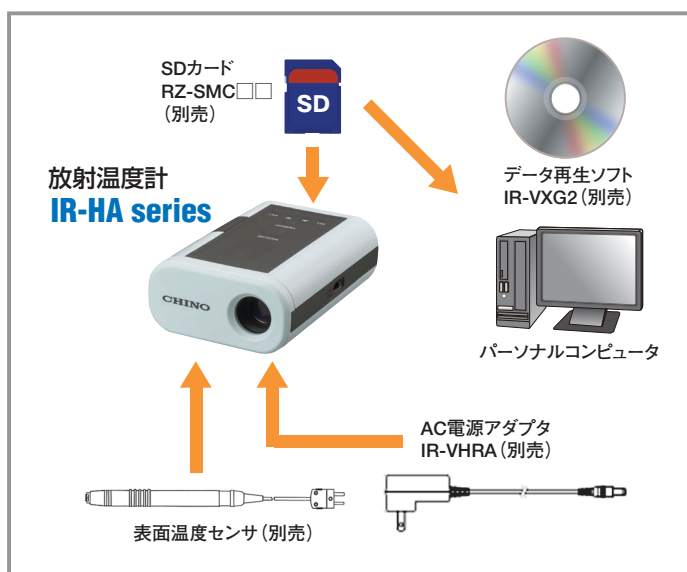 SDカード
RZ-SMC□□
(別売)
SD
データ再生ソフト
IR-VXG2(別売)
放射温度計
IR-HA series
CHINO
パーソナルコンピュータ
AC電源アダプタ
IR-VHRA(別売)
表面温度センサ(別売)